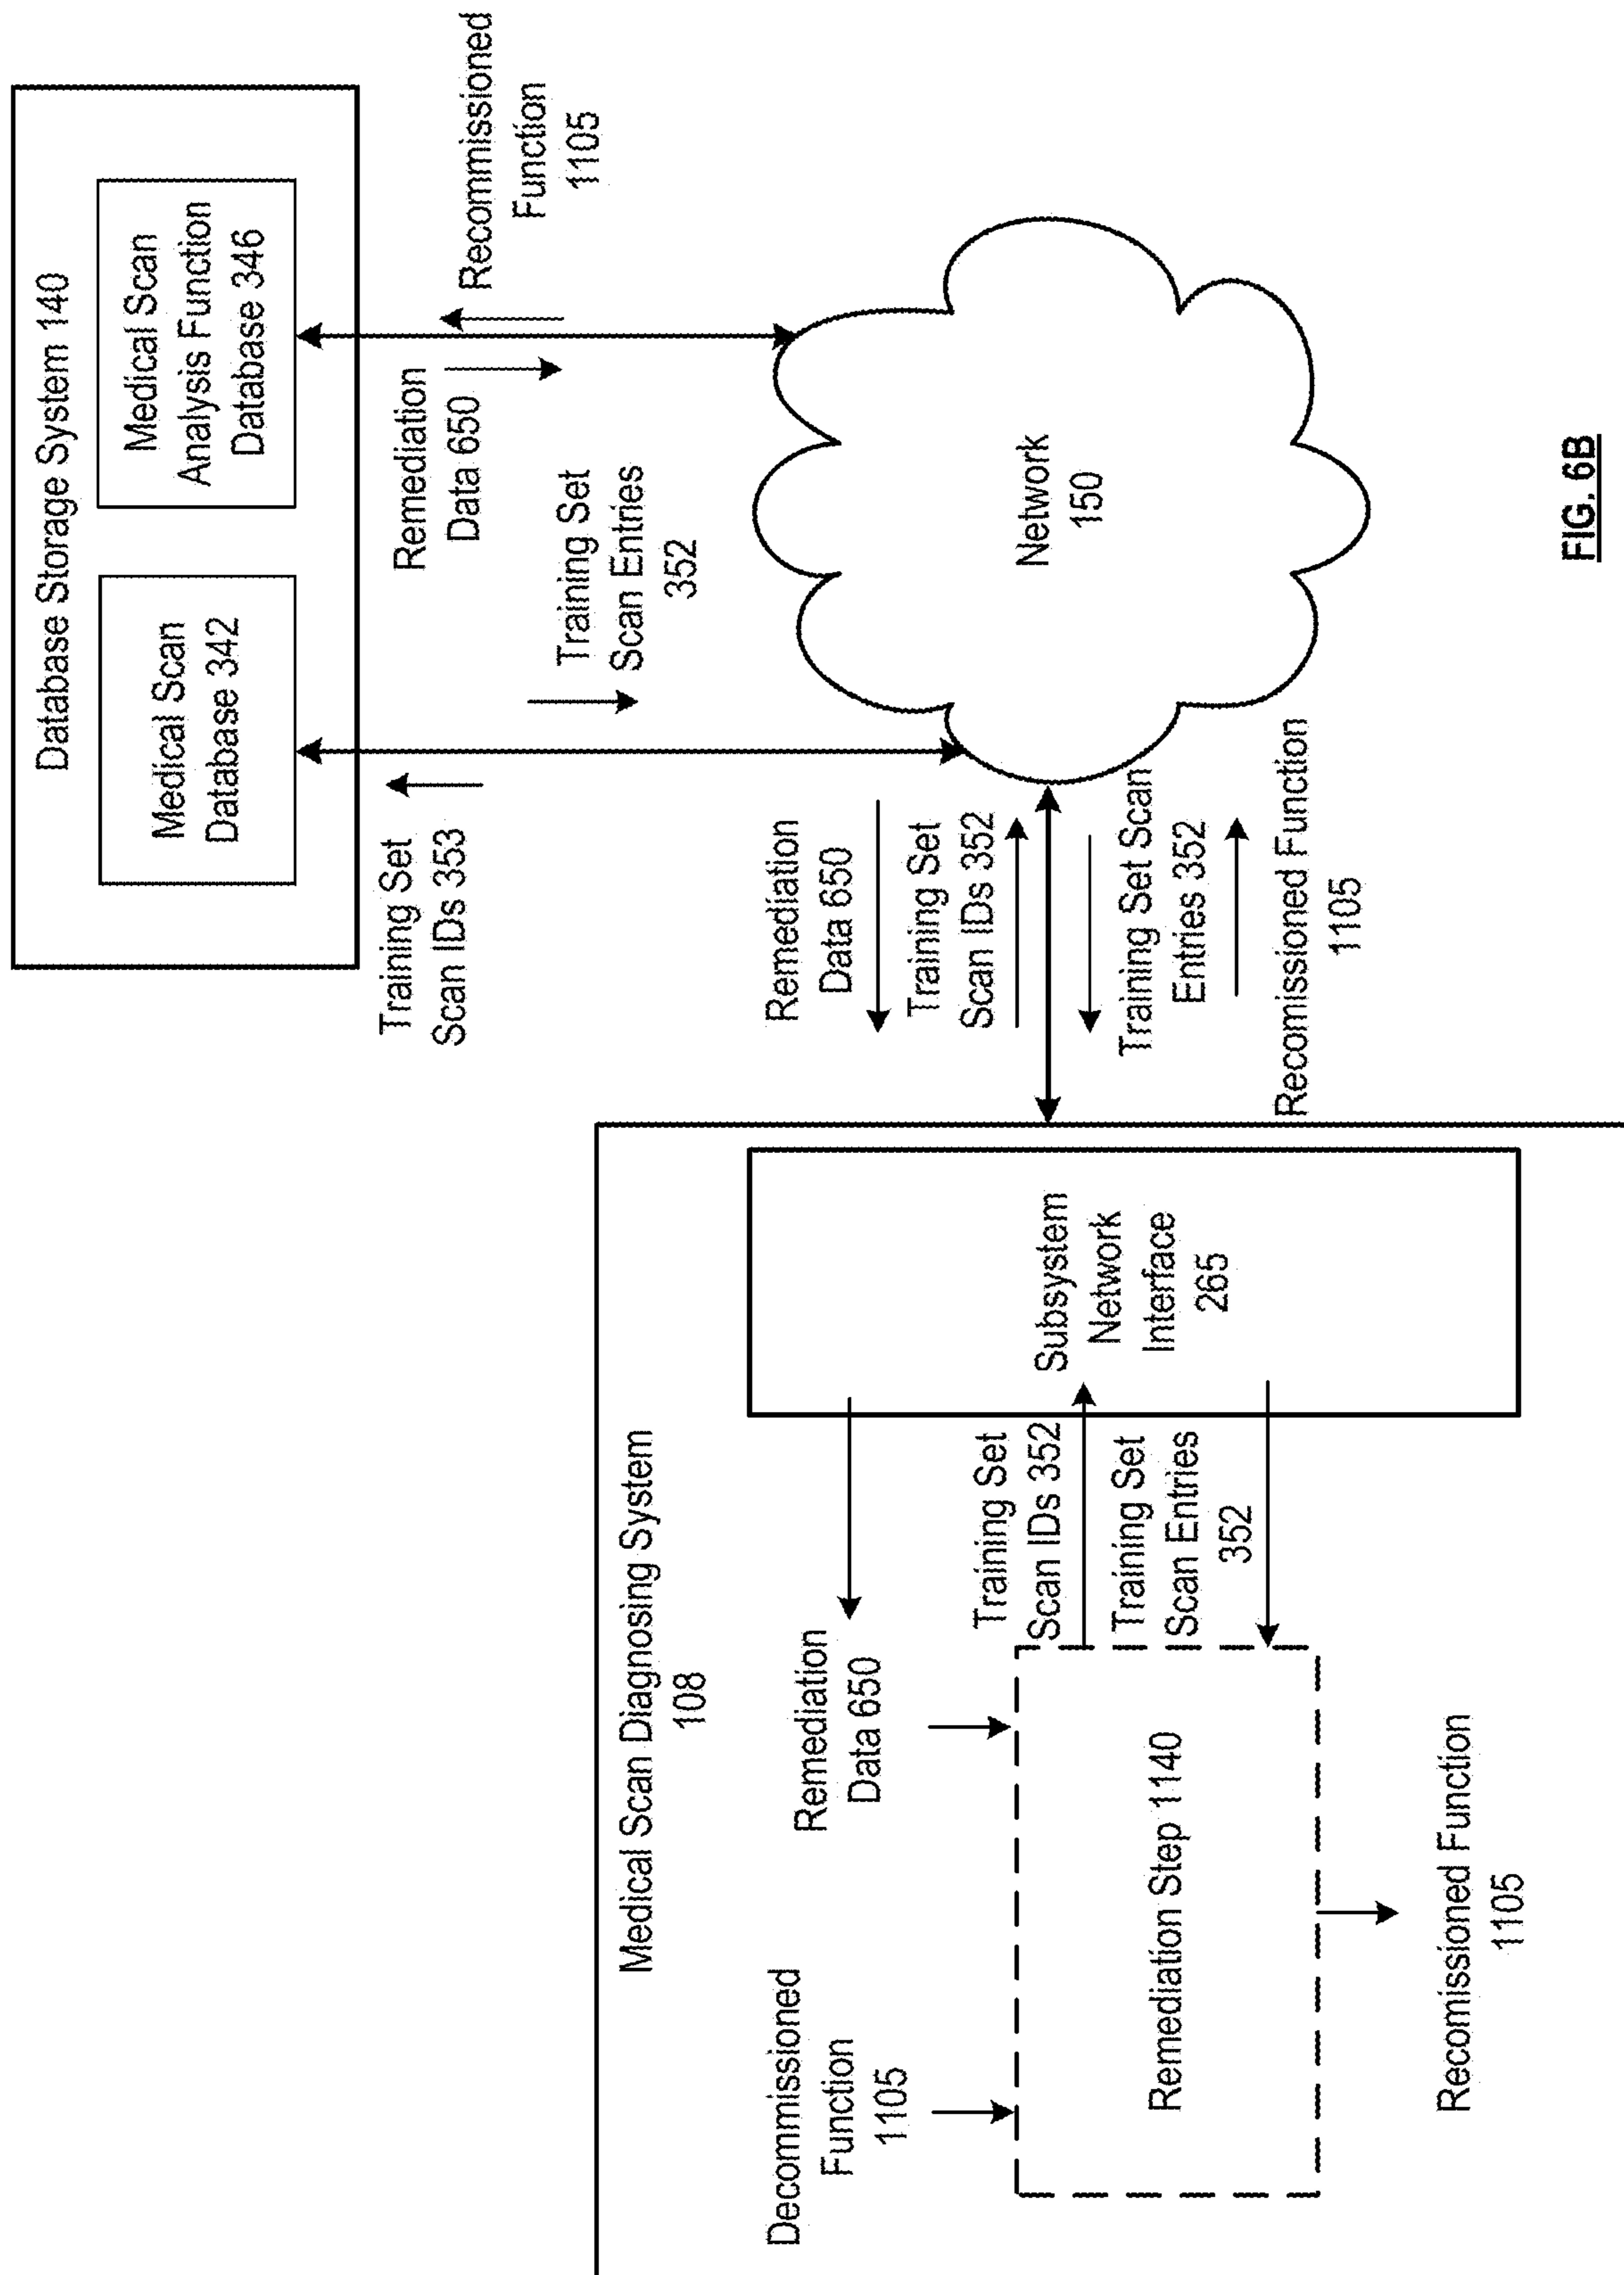 Database Storage System 140
Medical Scan
Database 342
Medical Scan
Analysis Function
Database 346
Training Set
Scan IDs 353
Remediation
Data 650
Recommissioned
Function
1105
Training Set
Scan Entries
352
Medical Scan Diagnosing System
108
Decommissioned
Function
1105
Remediation
Data 650
Remediation Step 1140
Training Set
Scan IDs 352
Training Set
Scan Entries
352
Recomissioned Function
1105
Subsystem
Network
Interface
265
Remediation
Data 650
Training Set
Scan IDs 352
Training Set Scan
Entries 352
Recomissioned Function
1105
Network
150
FIG. 6B